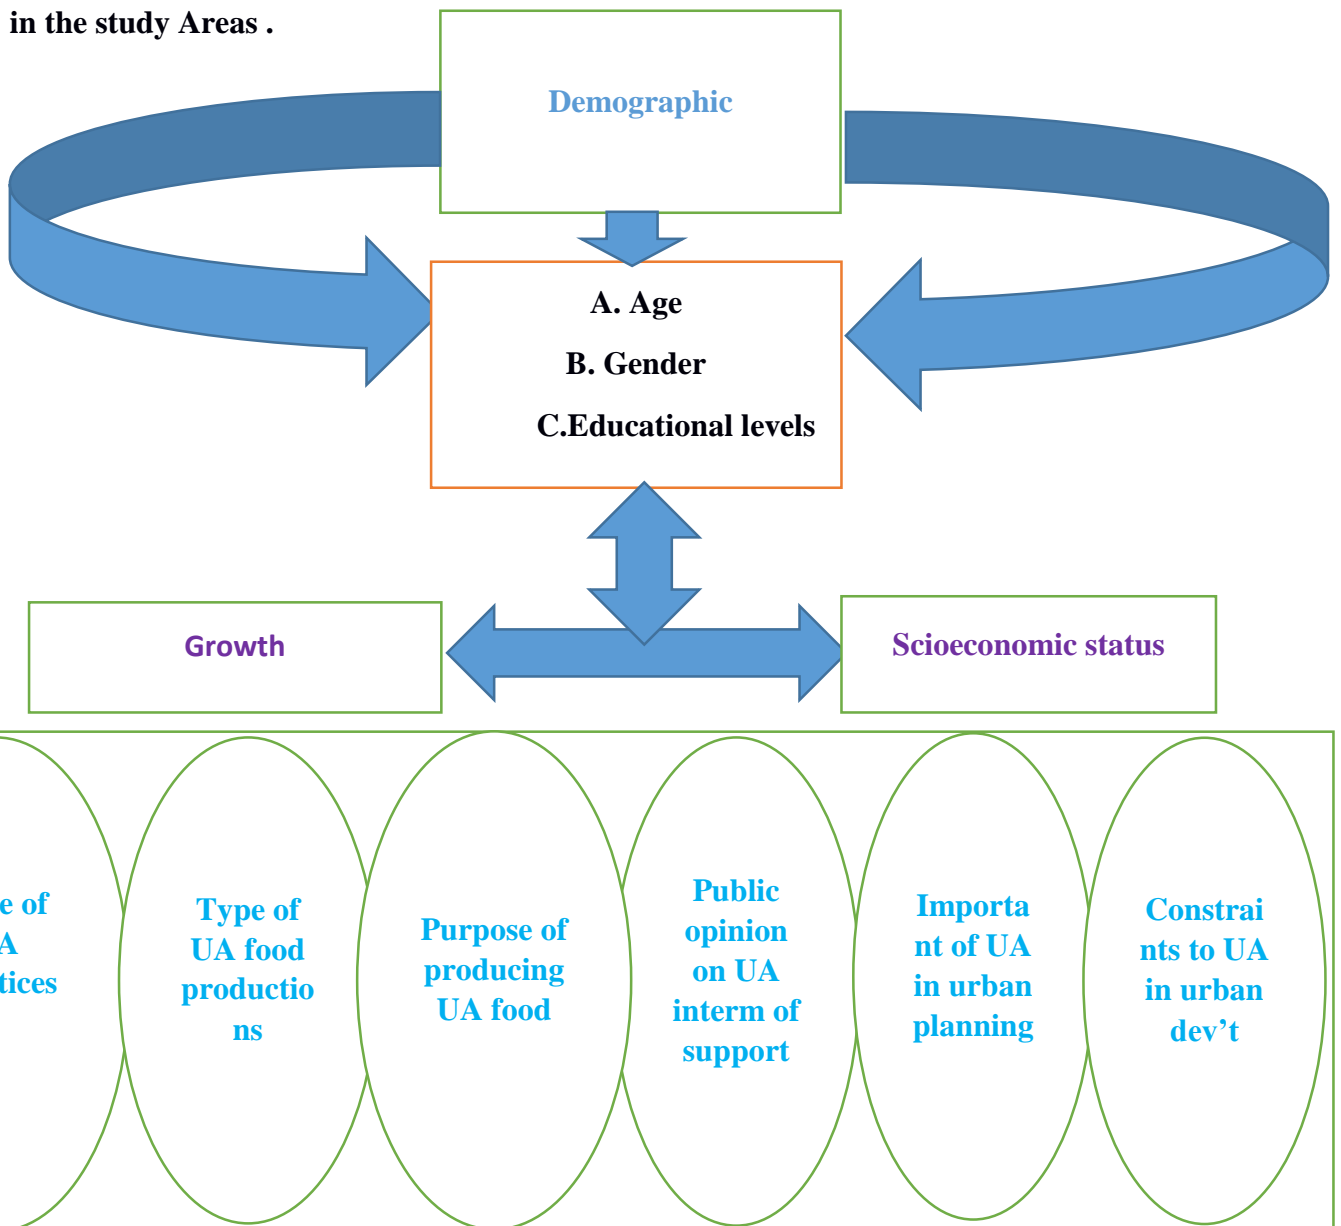 in the study Areas .
Demographic
A. Age
B. Gender
C.Educational levels
Growth
Scioeconomic status
e of
A
tices
Type of
UA food
productio
ns
Purpose of
producing
UA food
Public
opinion
on UA
interm of
support
Importa
nt of UA
in urban
planning
Constrai
nts to UA
in urban
dev’t